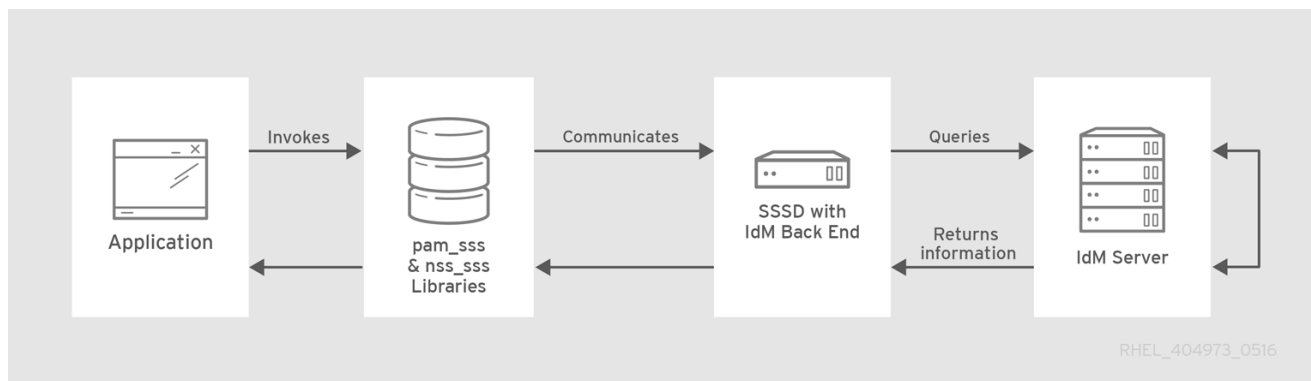 Invokes
Communicates
Queries
Application
pam_sss
& nss_sss
Libraries
SSSD with
IdM Back End
Returns
information
IdM Server
RHEL_404973_0516